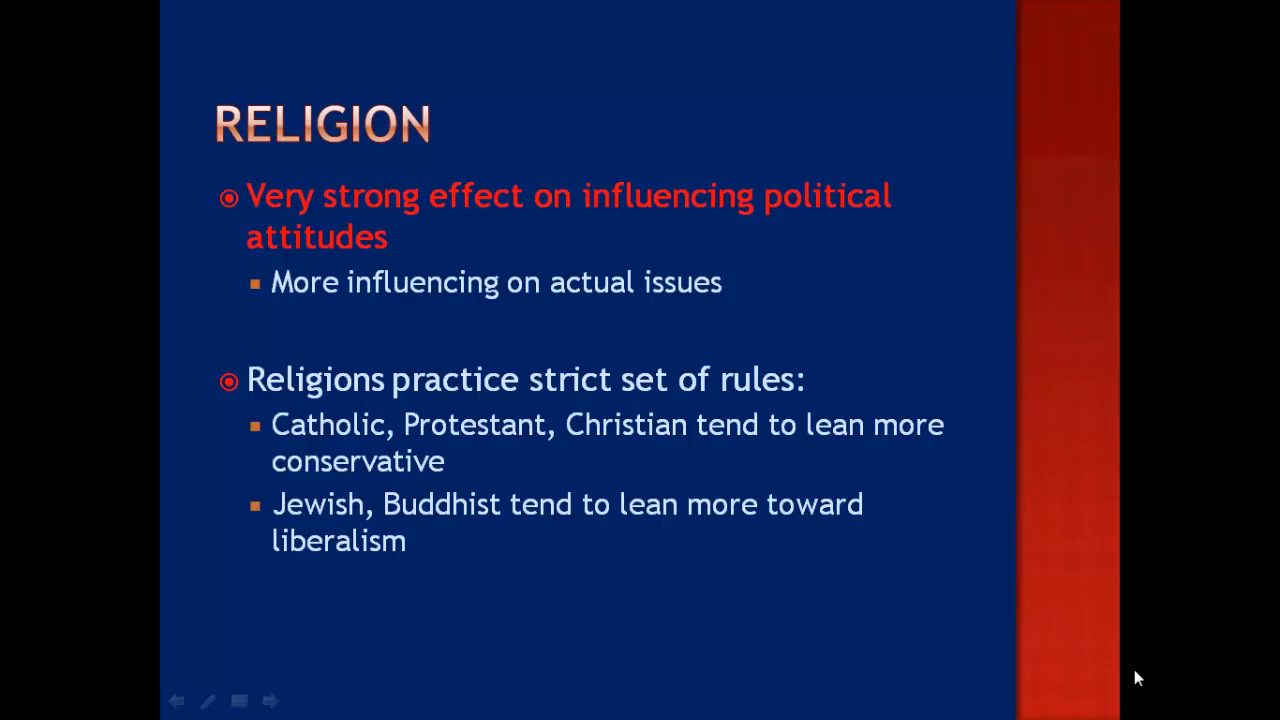 RELIGION
Very strong effect on influencing political
attitudes
More influencing on actual issues
Religions practice strict set of rules:
Catholic, Protestant, Christian tend to lean more
conservative
Jewish, Buddhist tend to lean more toward
liberalism